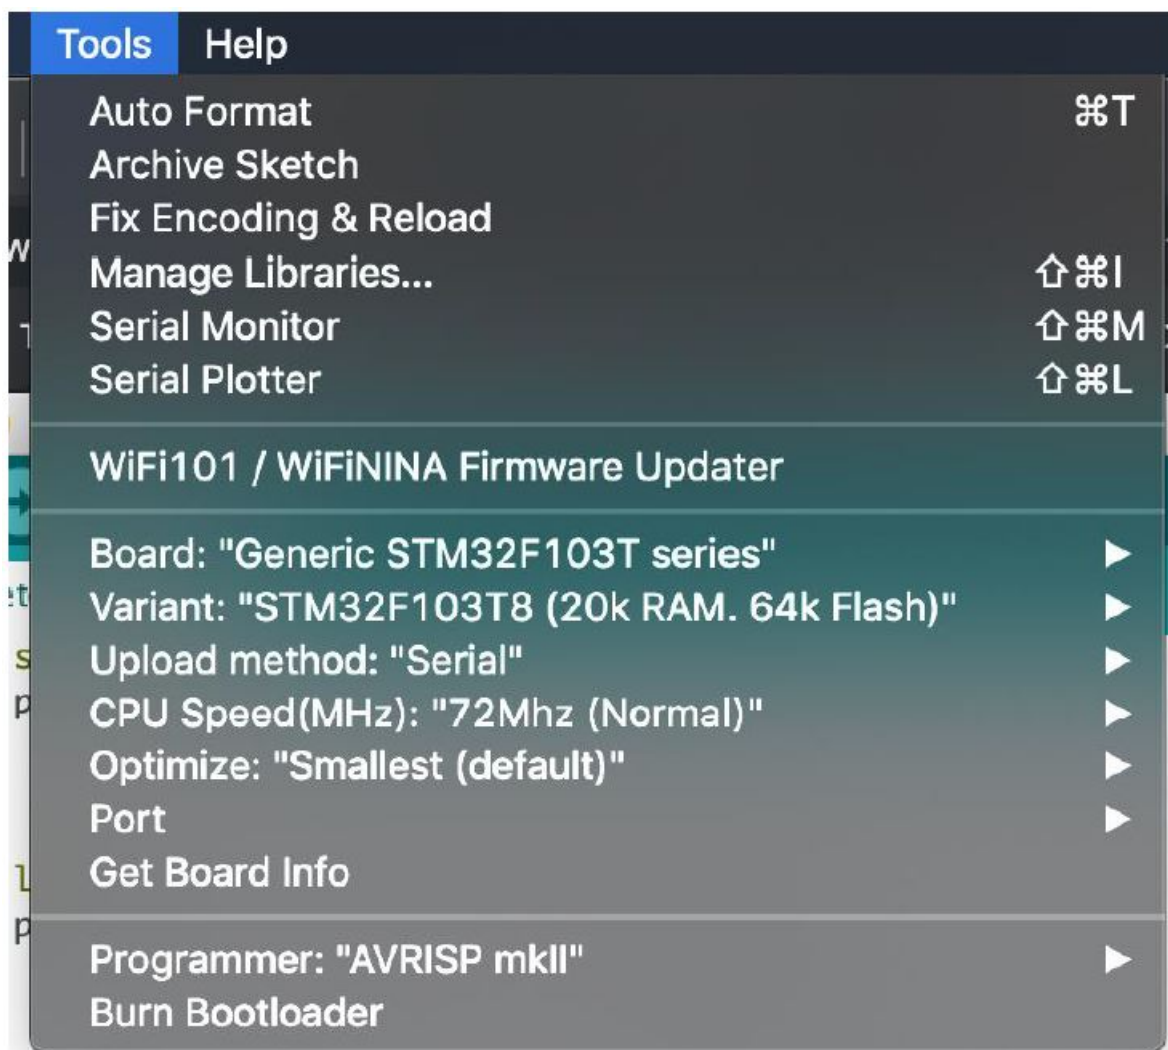 Tools Help
Auto Format ⌘T
Archive Sketch
Fix Encoding & Reload
Manage Libraries... ⇧⌘I
Serial Monitor ⇧⌘M
Serial Plotter ⇧⌘L
WiFi101 / WiFiNINA Firmware Updater
Board: "Generic STM32F103T series"
Variant: "STM32F103T8 (20k RAM. 64k Flash)"
Upload method: "Serial"
CPU Speed(MHz): "72Mhz (Normal)"
Optimize: "Smallest (default)"
Port
Get Board Info
Programmer: "AVRISP mkII"
Burn Bootloader